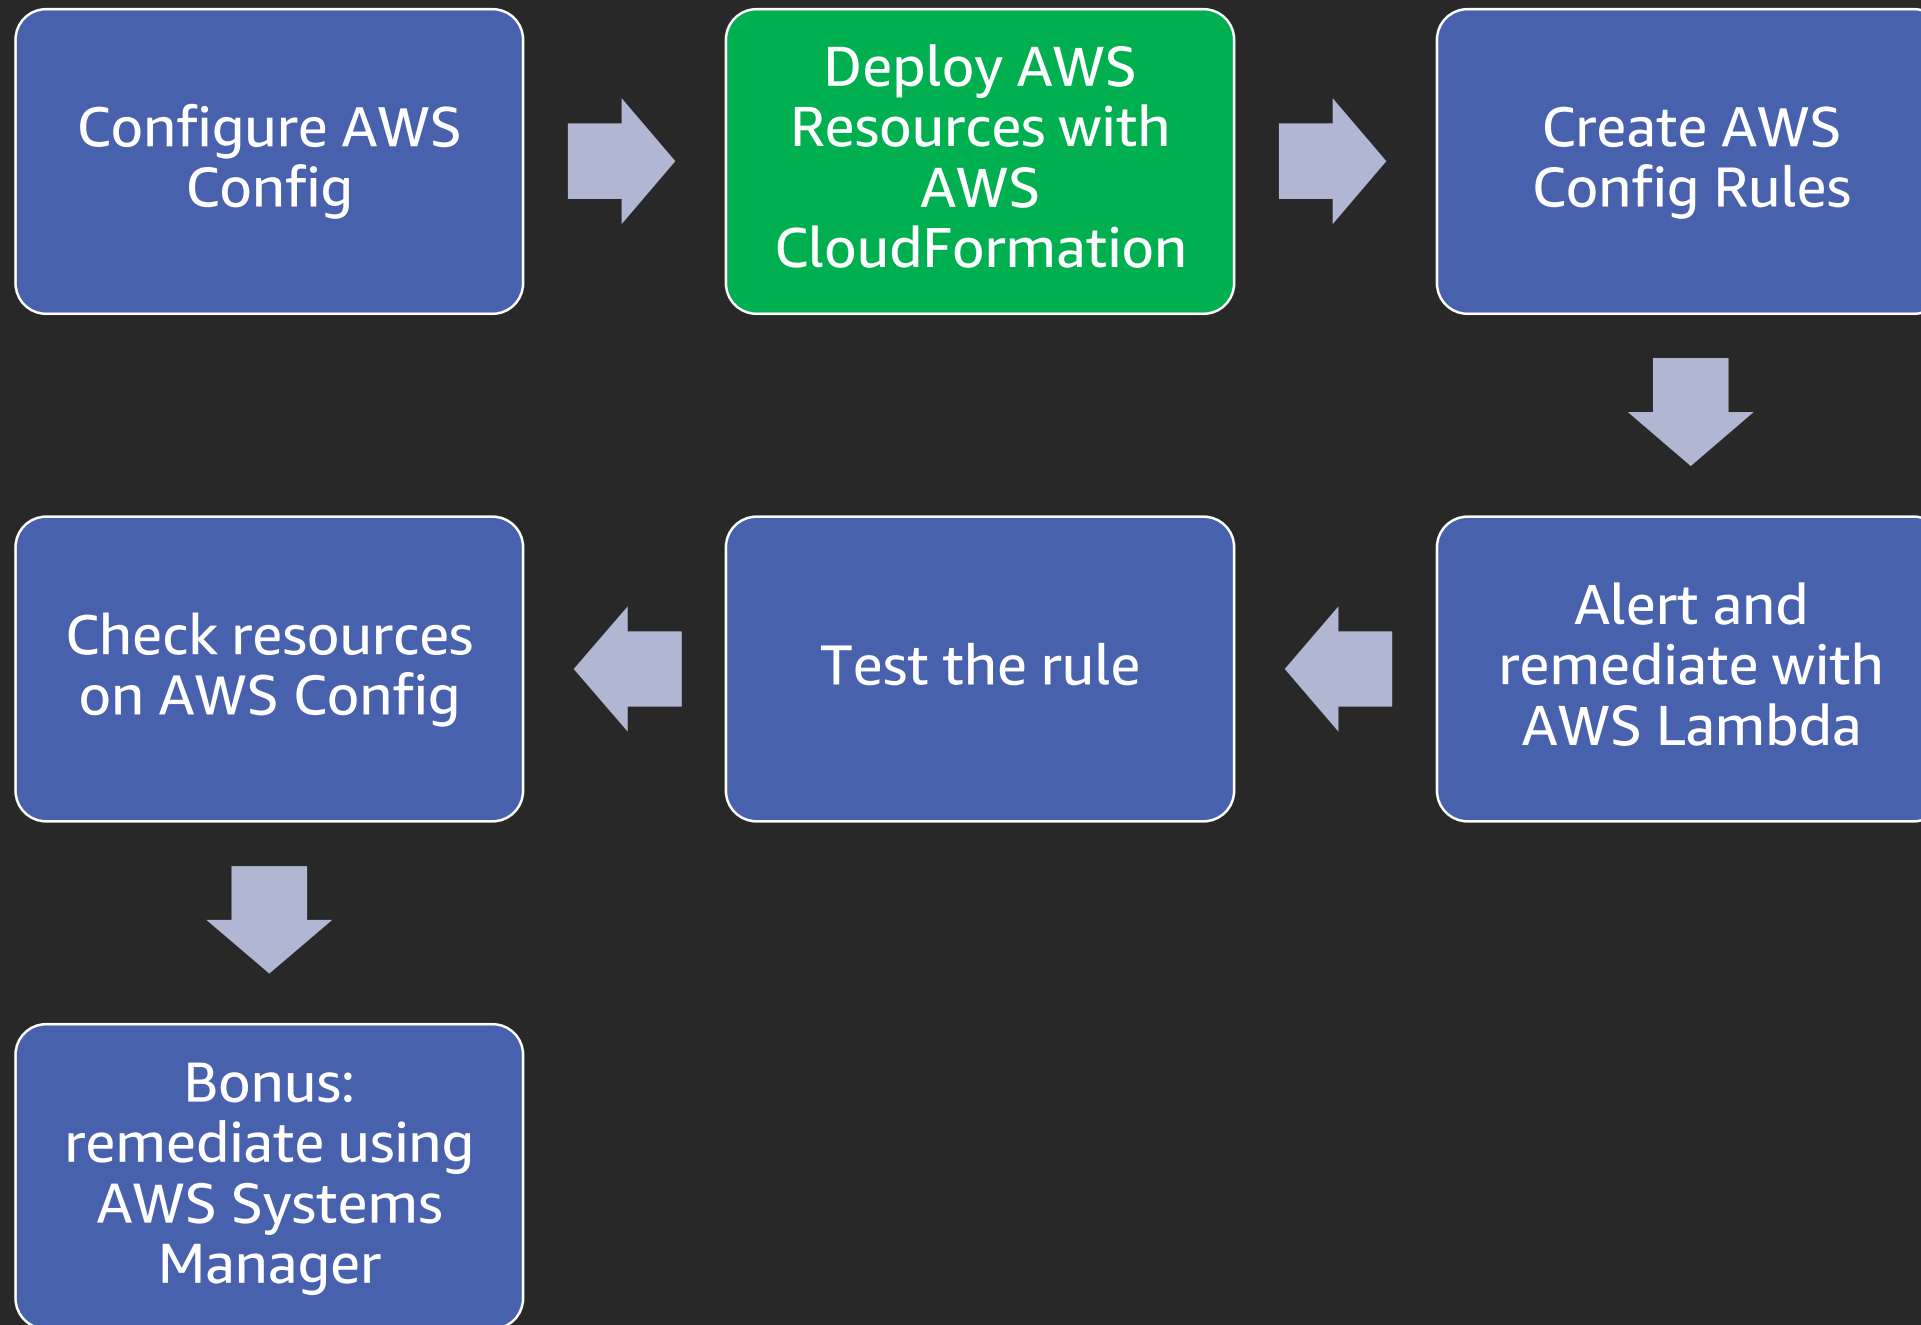 Configure AWS
Config
Deploy AWS
Resources with
AWS
CloudFormation
Create AWS
Config Rules
Alert and
remediate with
AWS Lambda
Test the rule
Check resources
on AWS Config
Bonus:
remediate using
AWS Systems
Manager